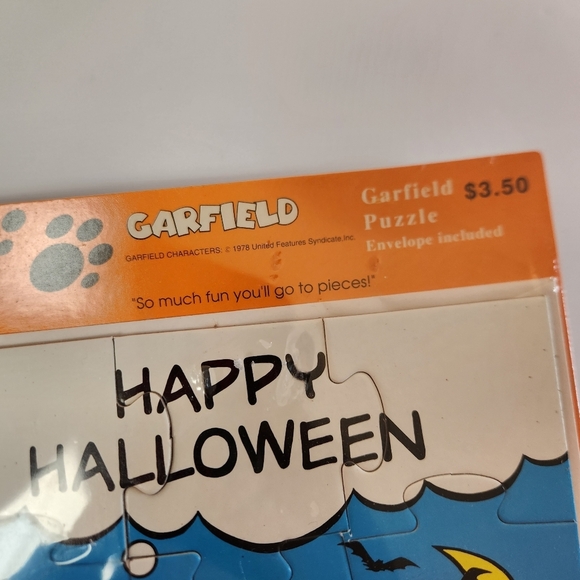 GARFIELD
GARFIELD CHARACTERS: © 1978 United Features Syndicate, Inc.
"So much fun you'll go to pieces!"
Garfield $3.50
Puzzle
Envelope included
HAPPY
HALLOWEEN